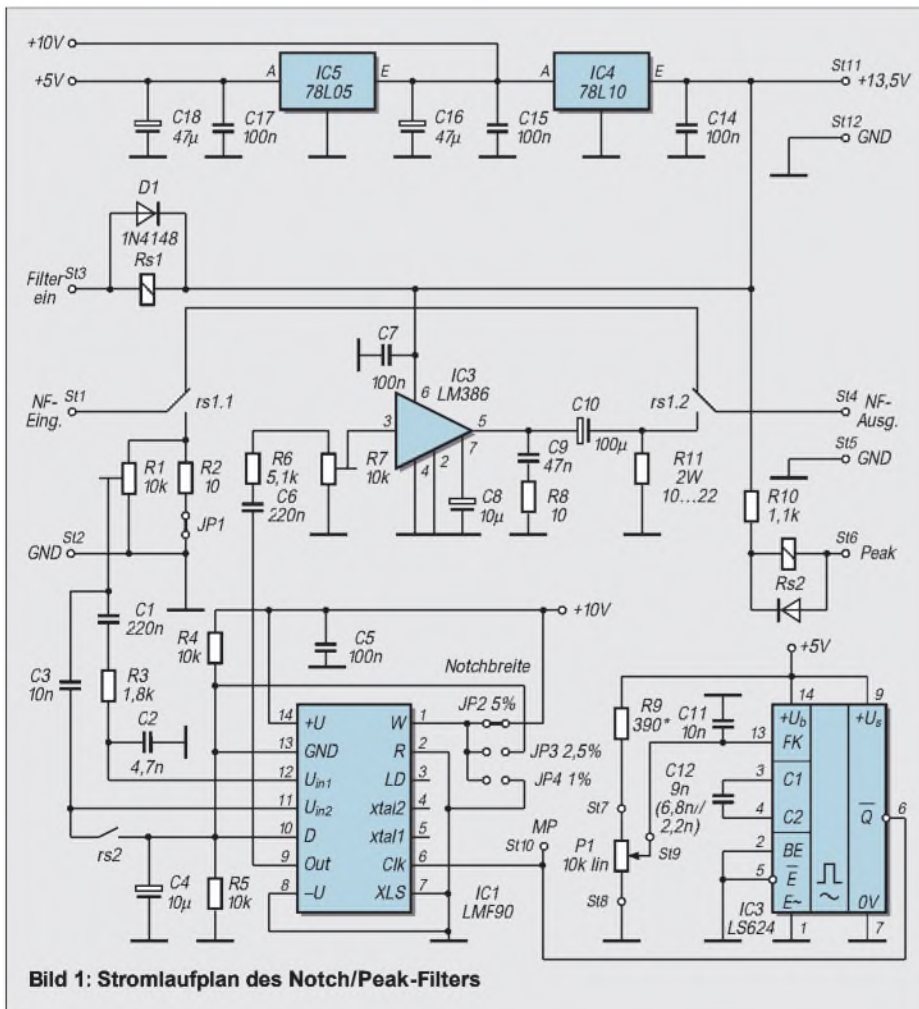 +10V
+5V
A
IC5
78L05
E
A
IC4
78L10
E
St11
+13,5V
C18
47µ
C17
100n
C16
47µ
C15
100n
C14
100n
St12
GND
D1
1N4148
Rs1
Filter
ein
St3
C7
100n
IC3
LM386
NF-
Eing.
St1
rs1.1
6
3
5
7
4
2
C10
100µ
rs1.2
St4
NF-
Ausg.
R1
10k
R2
10
R6
5,1k
R7
10k
C9
47n
R11
2W
10...22
St5
GND
JP1
C6
220n
C8
10µ
R8
10
R10
1,1k
GND
St2
St6
Peak
Rs2
C1
220n
R4
10k
C5
100n
+10V
C3
10n
R3
1,8k
Notchbreite
+5V
C2
4,7n
14
+U
W
1
JP2 5%
R9
390*
C11
10n
14
9
+Ub
+Us
13
GND
R
2
JP3 2,5%
13
FK
12
Uin1
LD
3
JP4 1%
C12
9n
(6,8n//
2,2n)
3
C1
11
Uin2
xtal2
4
4
C2
Q
6
rs2
10
D
xtal1
5
MP
St10
St7
P1
10k lin
St9
2
BE
9
Out
Clk
6
5
E
C4
10µ
R5
10k
8
–U
XLS
7
St8
E~
0V
IC1
LMF90
IC3
LS624
1
7
Bild 1: Stromlaufplan des Notch/Peak-Filters